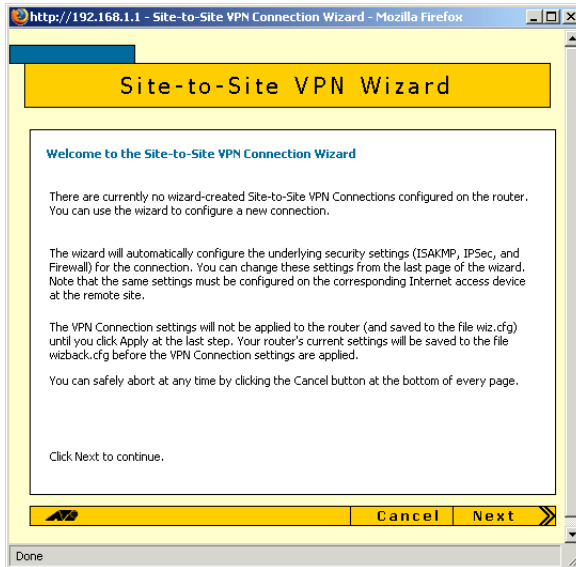 http://192.168.1.1 - Site-to-Site VPN Connection Wizard - Mozilla Firefox
Site-to-Site VPN Wizard
Welcome to the Site-to-Site VPN Connection Wizard
There are currently no wizard-created Site-to-Site VPN Connections configured on the router.
You can use the wizard to configure a new connection.
The wizard will automatically configure the underlying security settings (ISAKMP, IPSec, and
Firewall) for the connection. You can change these settings from the last page of the wizard.
Note that the same settings must be configured on the corresponding Internet access device
at the remote site.
The VPN Connection settings will not be applied to the router (and saved to the file wiz.cfg)
until you click Apply at the last step. Your router's current settings will be saved to the file
wizback.cfg before the VPN Connection settings are applied.
You can safely abort at any time by clicking the Cancel button at the bottom of every page.
Click Next to continue.
Cancel Next
Done